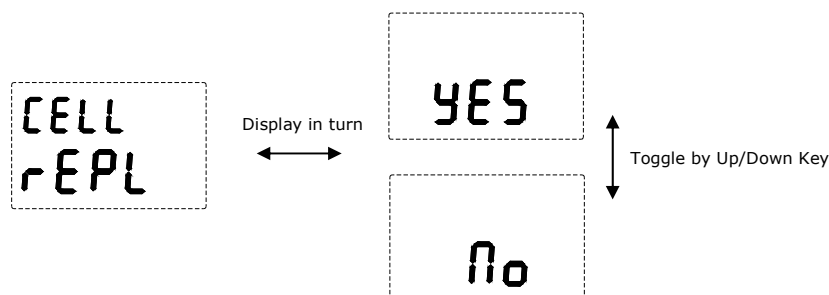 CELL
rEPL
Display in turn
YES
Toggle by Up/Down Key
no